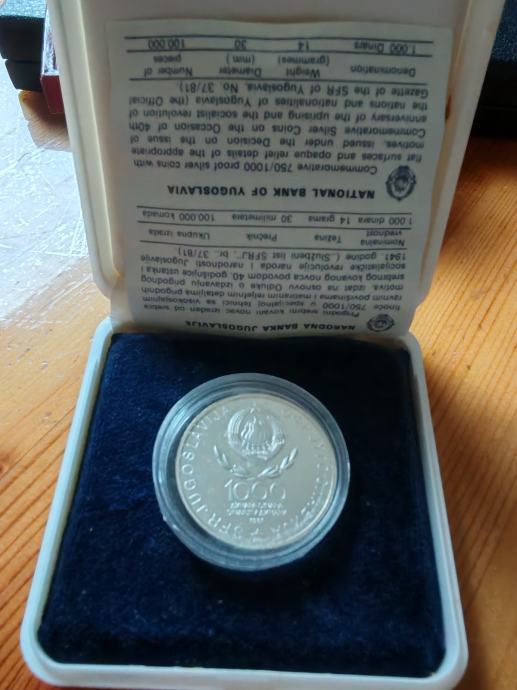 NARODNA BANKA JUGOSLAVIJE
Prigodni srebrni kovani novac izrađen od srebra
finoće 750/1000 u specijalnoj tehnici sa visokosjajnim
ravnim površinama i matiranim reljefnim detaljima prigodnih
motiva, izdat na osnovu Odluke o izdavanju prigodnog
srebrnog kovanog novca povodom 40. godišnjice ustanka i
socijalističke revolucije naroda i narodnosti Jugoslavije
1941. godine („Službeni list SFRJ”, br. 37/81).
Nominalna Težina Prečnik Ukupna izrada
vrednost
1.000 dinara 14 grama 30 milimetara 100.000 komada
NATIONAL BANK OF YUGOSLAVIA
Commemorative 750/1000 silver proof coins with
flat surfaces and opaque relief details of the appropriate
motives, issued under the Decision on the issue of
Commemorative Silver Coins on the Occasion of 40th
anniversary of the uprising and the socialist revolution of
the nations and nationalities of Yugoslavia (the Official
Gazette of the SFR of Yugoslavia, No. 37/81)
Denomination Weight Diameter Number of
(grammes) (mm) pieces
1.000 Dinars 14 30 100.000
SFR JUGOSLAVIJA
1000